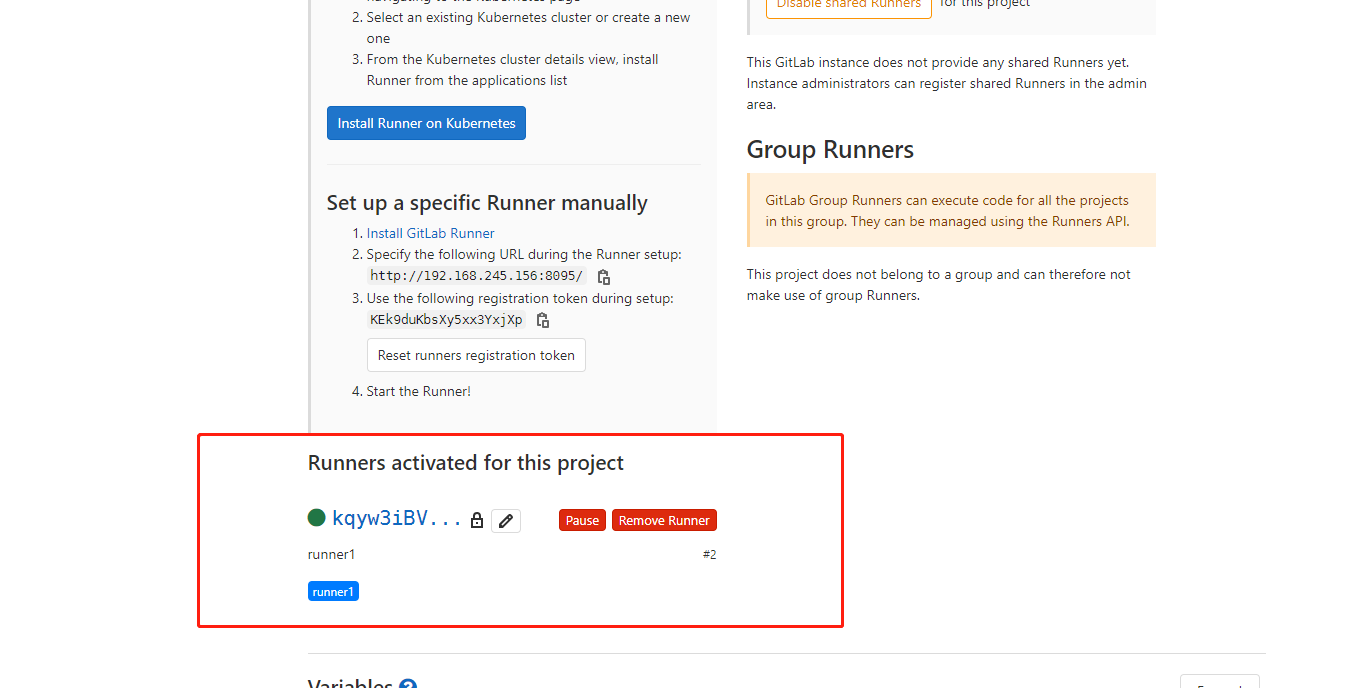 2. Select an existing Kubernetes cluster or create a new
one
3. From the Kubernetes cluster details view, install
Runner from the applications list
Install Runner on Kubernetes
Set up a specific Runner manually
1. Install GitLab Runner
2. Specify the following URL during the Runner setup:
http://192.168.245.156:8095/
3. Use the following registration token during setup:
KEk9duKbsXy5xx3YxjXp
Reset runners registration token
4. Start the Runner!
Disable shared Runners for this project
This GitLab instance does not provide any shared Runners yet.
Instance administrators can register shared Runners in the admin
area.
Group Runners
GitLab Group Runners can execute code for all the projects
in this group. They can be managed using the Runners API.
This project does not belong to a group and can therefore not
make use of group Runners.
Runners activated for this project
kqyw3iBV...
Pause
Remove Runner
runner1
#2
runner1
Variables